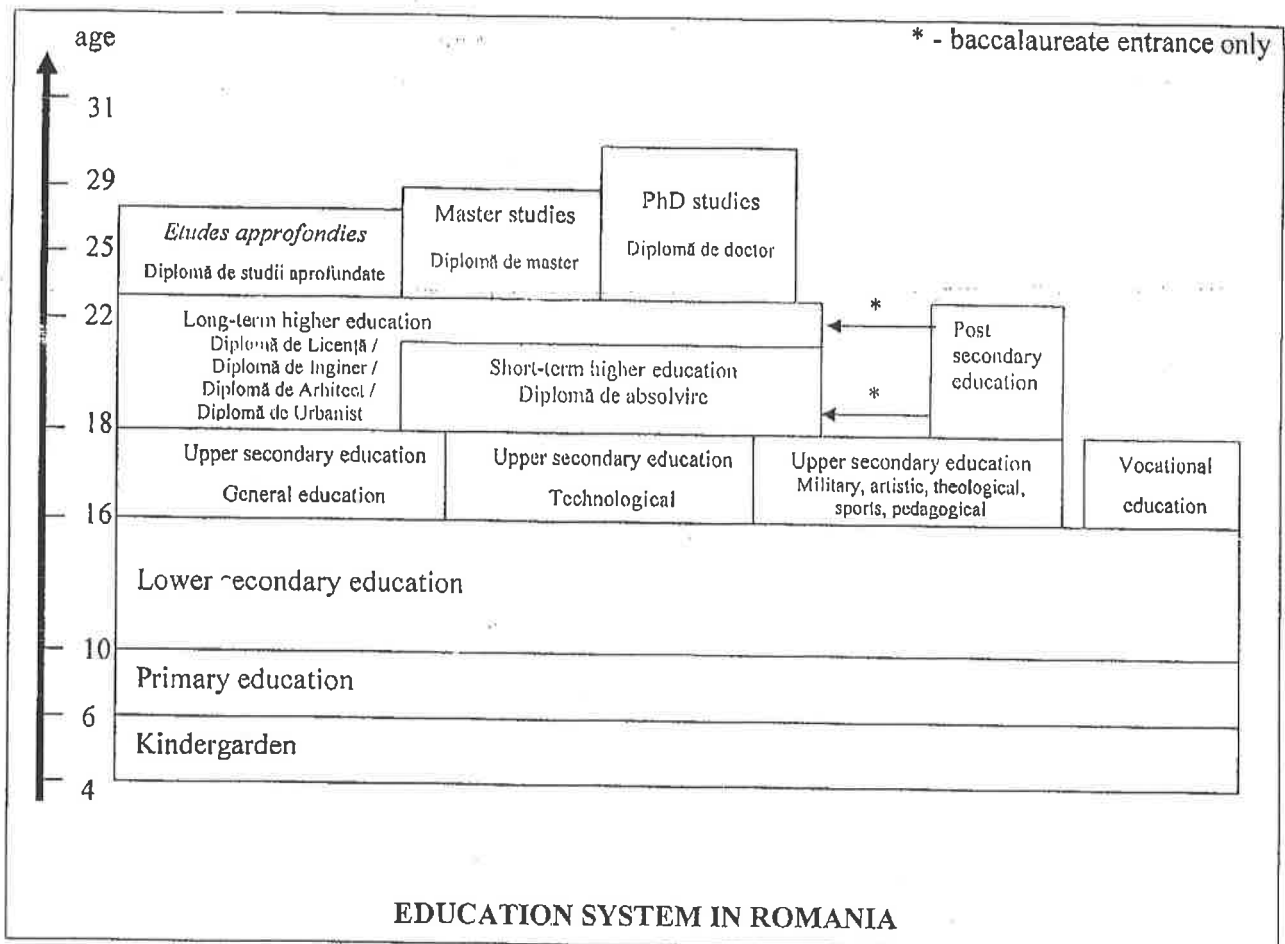 age
* - baccalaureate entrance only
31
29
25
22
18
16
10
6
4
Etudes approfondies
Diplomă de studii aprofundate
Master studies
Diplomă de master
PhD studies
Diplomă de doctor
Long-term higher education
Diplomă de Licență /
Diplomă de Inginer /
Diplomă de Arhitect /
Diplomă de Urbanist
Short-term higher education
Diplomă de absolvire
*
*
Post
secondary
education
Upper secondary education
General education
Upper secondary education
Technological
Upper secondary education
Military, artistic, theological,
sports, pedagogical
Vocational
education
Lower secondary education
Primary education
Kindergarden
EDUCATION SYSTEM IN ROMANIA